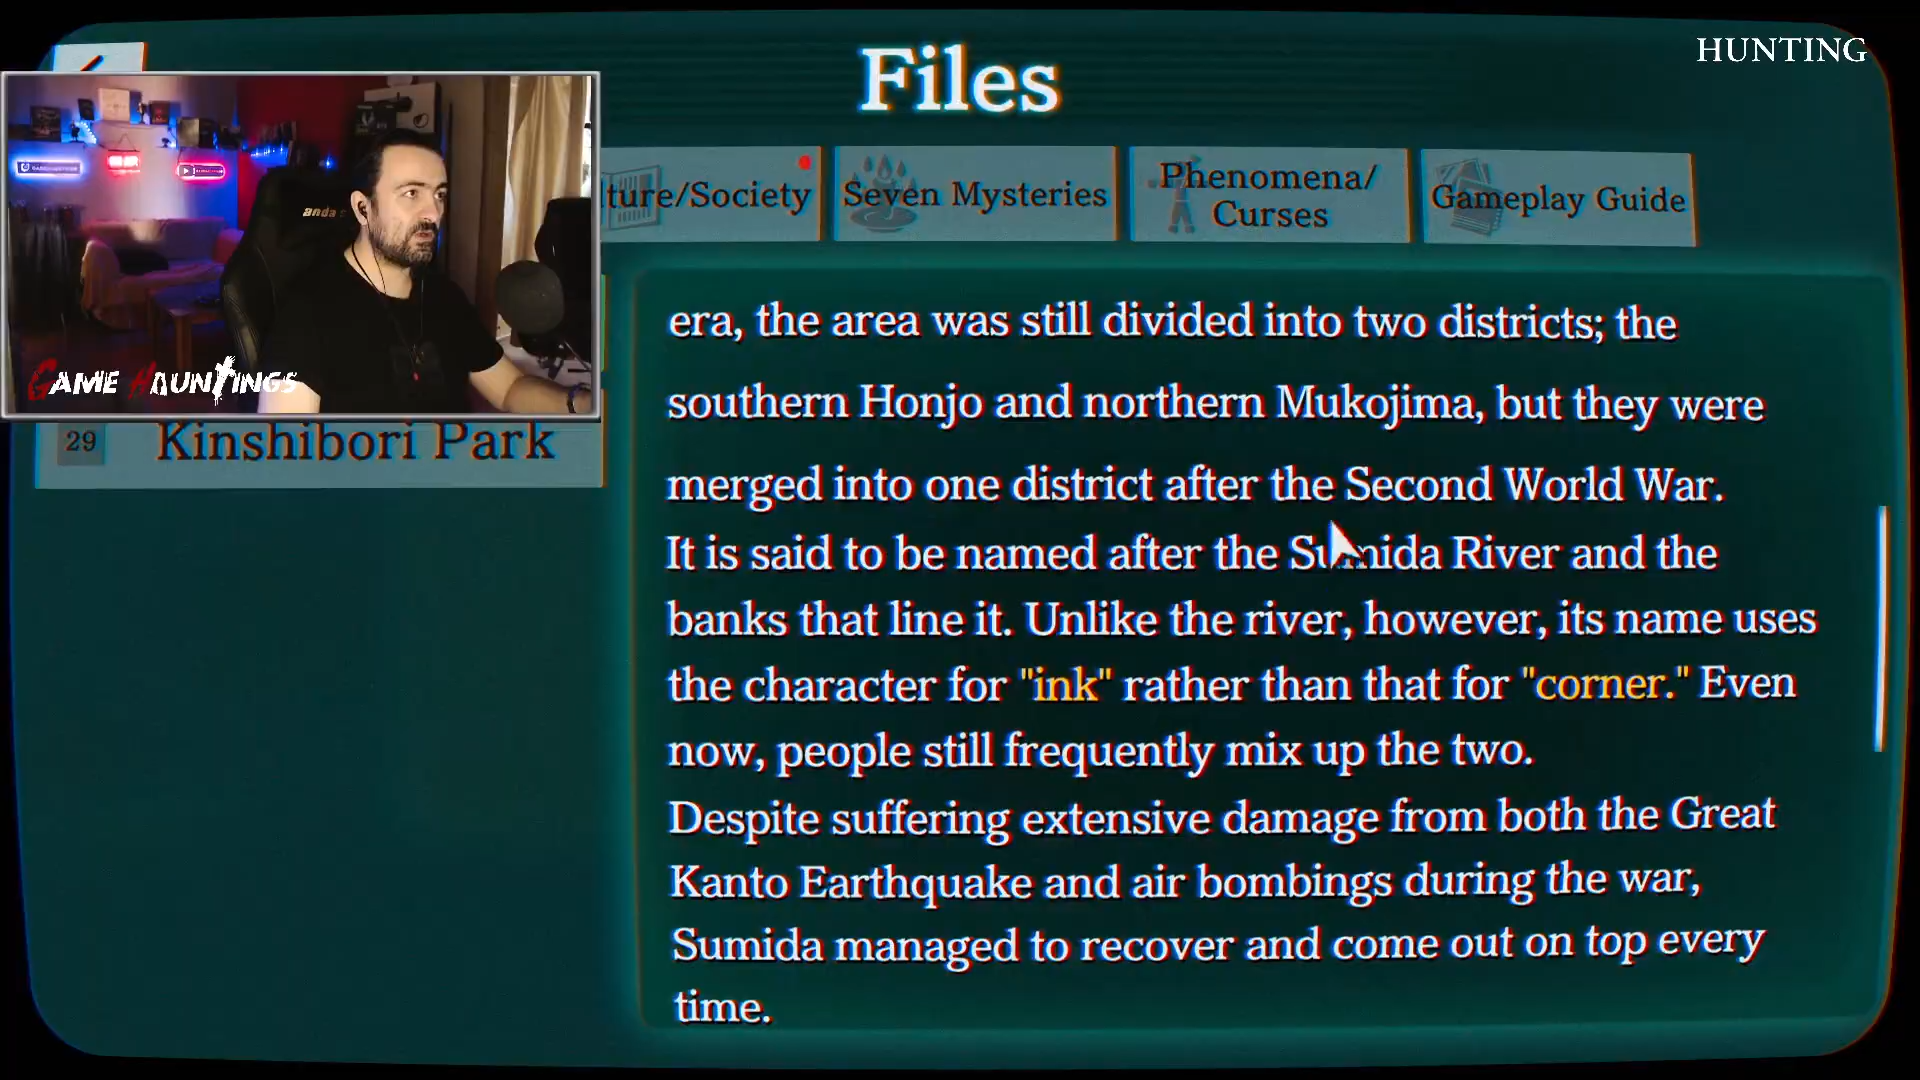 Files
HUNTING
lture/Society
Seven Mysteries
Phenomena/
Curses
Gameplay Guide
anda s
GAME HAUNTINGS
29 Kinshibori Park
era, the area was still divided into two districts; the
southern Honjo and northern Mukojima, but they were
merged into one district after the Second World War.
It is said to be named after the Sumida River and the
banks that line it. Unlike the river, however, its name uses
the character for "ink" rather than that for "corner." Even
now, people still frequently mix up the two.
Despite suffering extensive damage from both the Great
Kanto Earthquake and air bombings during the war,
Sumida managed to recover and come out on top every
time.